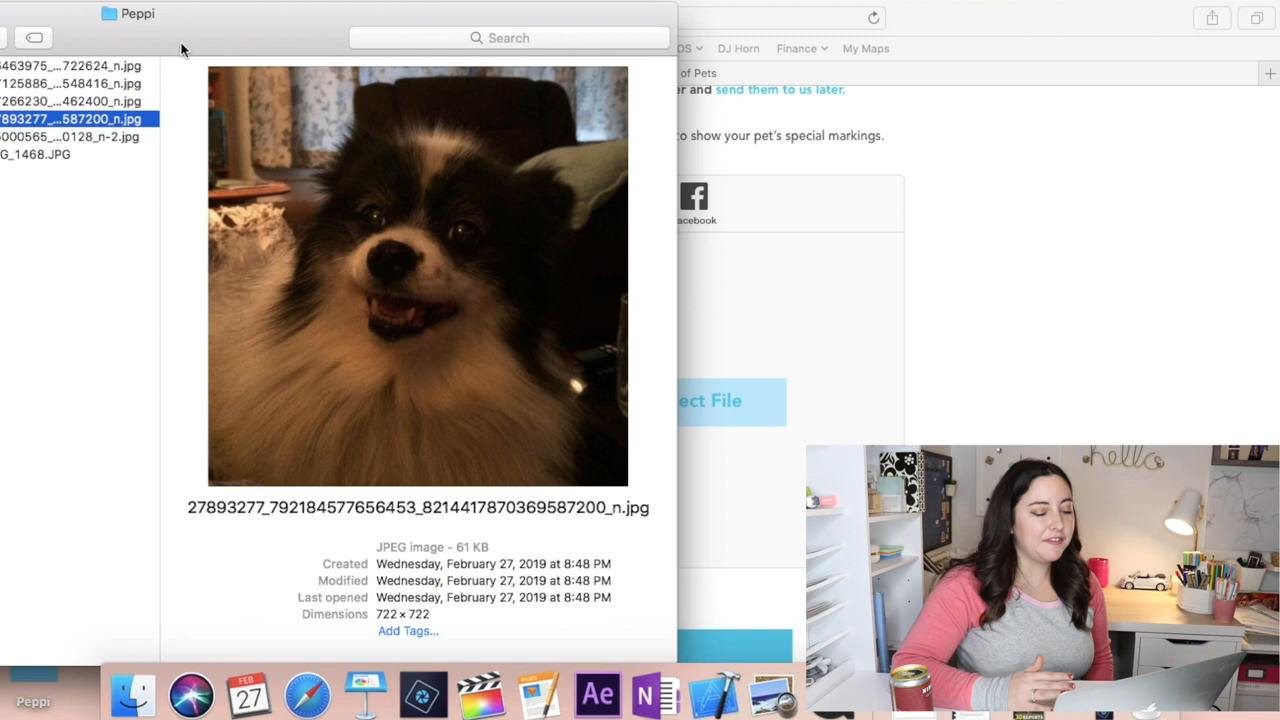 Peppi
Search
463975_...722624_n.jpg
125886_...548416_n.jpg
266230_...462400_n.jpg
893277_...587200_n.jpg
000565_...0128_n-2.jpg
G_1468.JPG
27893277_792184577656453_8214417870369587200_n.jpg
JPEG image - 61 KB
Created Wednesday, February 27, 2019 at 8:48 PM
Modified Wednesday, February 27, 2019 at 8:48 PM
Last opened Wednesday, February 27, 2019 at 8:48 PM
Dimensions 722 × 722
Add Tags...
OS DJ Horn Finance My Maps
of Pets
er and send them to us later.
to show your pet's special markings.
acebook
ect File
hello
Peppi
FEB
27
PAGES
Ae
N